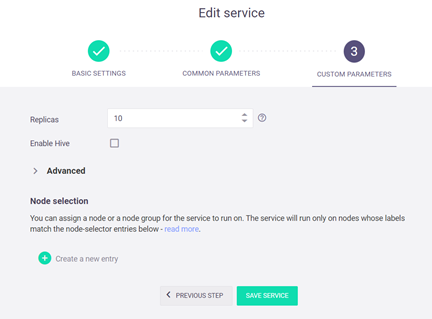 Edit service
3
BASIC SETTINGS
COMMON PARAMETERS
CUSTOM PARAMETERS
Replicas
10
?
Enable Hive
Advanced
Node selection
You can assign a node or a node group for the service to run on. The service will run only on nodes whose labels
match the node-selector entries below - read more.
Create a new entry
PREVIOUS STEP
SAVE SERVICE